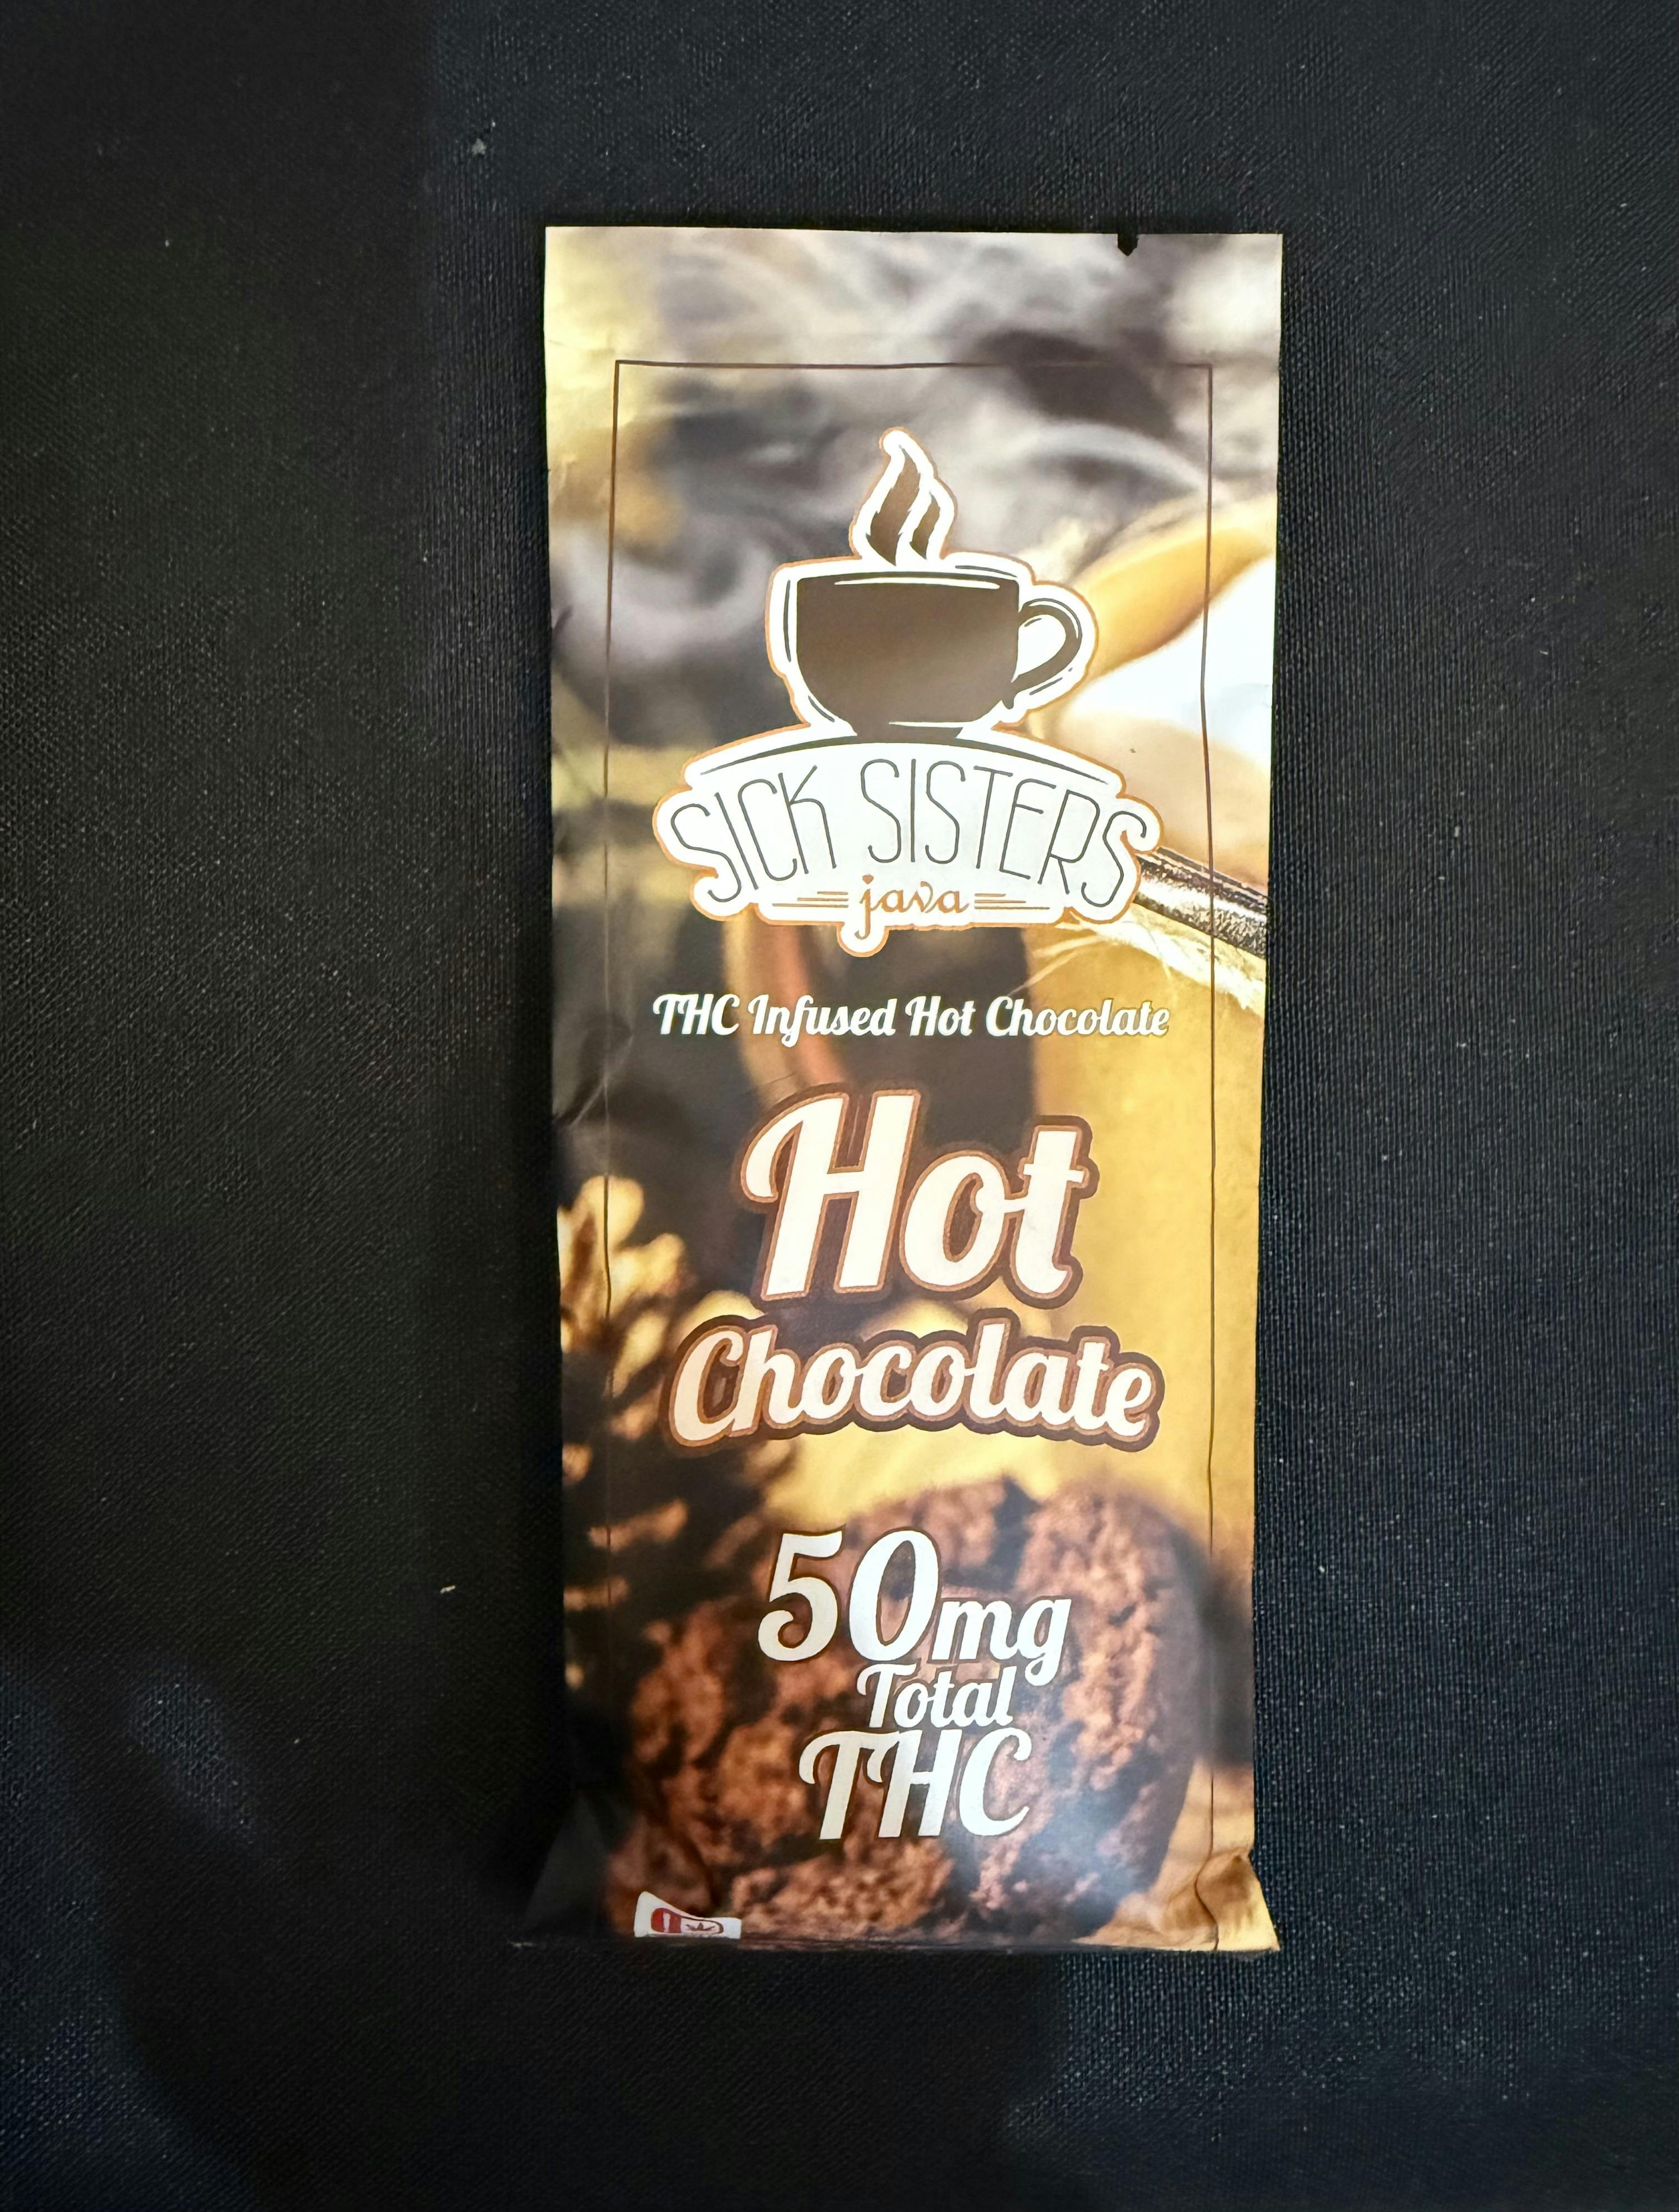 SICK SISTERS
java
THC Infused Hot Chocolate
Hot
Chocolate
50mg
Total
THC